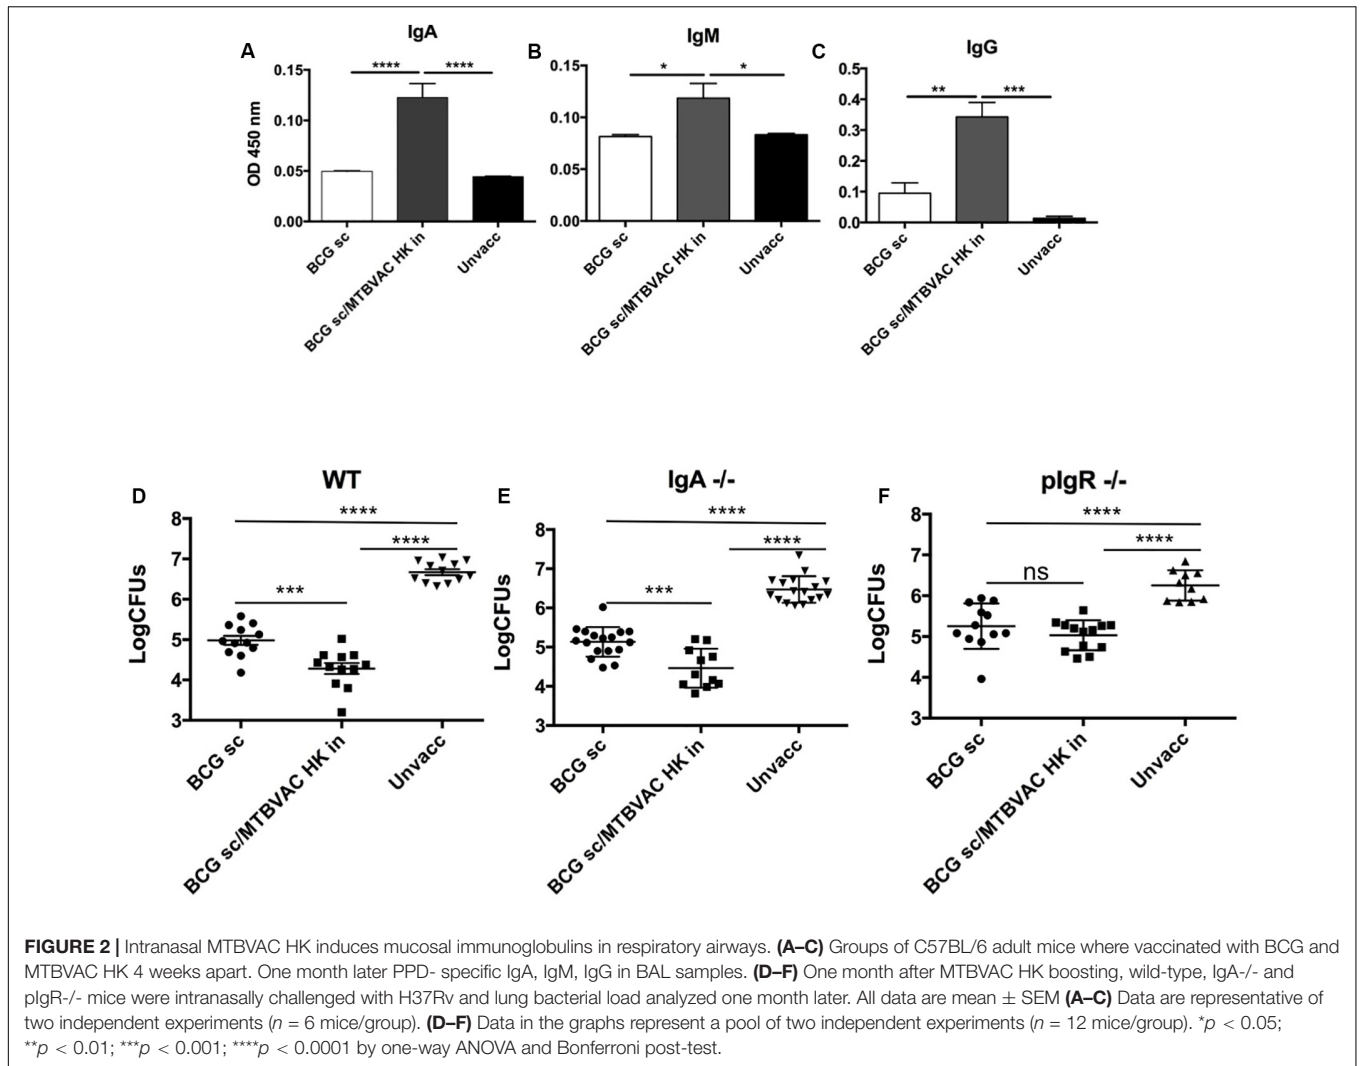 A
IgA
****
****
OD 450 nm
0.15
0.10
0.05
0.00
BCG sc
BCG sc/MTBVAC HK in
Unvacc
B
IgM
*
*
0.15
0.10
0.05
0.00
BCG sc
BCG sc/MTBVAC HK in
Unvacc
C
IgG
**
***
0.5
0.4
0.3
0.2
0.1
0.0
BCG sc
BCG sc/MTBVAC HK in
Unvacc
D
WT
****
****
***
LogCFUs
8
7
6
5
4
3
BCG sc
BCG sc/MTBVAC HK in
Unvacc
E
IgA -/-
****
****
***
LogCFUs
8
7
6
5
4
3
BCG sc
BCG sc/MTBVAC HK in
Unvacc
F
pIgR -/-
****
****
ns
LogCFUs
8
7
6
5
4
3
BCG sc
BCG sc/MTBVAC HK in
Unvacc
FIGURE 2 | Intranasal MTBVAC HK induces mucosal immunoglobulins in respiratory airways. (A–C) Groups of C57BL/6 adult mice where vaccinated with BCG and
MTBVAC HK 4 weeks apart. One month later PPD- specific IgA, IgM, IgG in BAL samples. (D–F) One month after MTBVAC HK boosting, wild-type, IgA-/- and
pIgR-/- mice were intranasally challenged with H37Rv and lung bacterial load analyzed one month later. All data are mean ± SEM (A–C) Data are representative of
two independent experiments (n = 6 mice/group). (D–F) Data in the graphs represent a pool of two independent experiments (n = 12 mice/group). *p < 0.05;
**p < 0.01; ***p < 0.001; ****p < 0.0001 by one-way ANOVA and Bonferroni post-test.